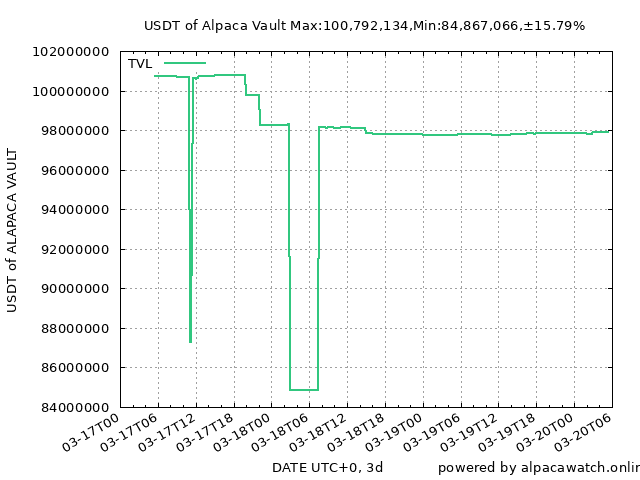 USDT of Alpaca Vault Max:100,792,134,Min:84,867,066,±15.79%
TVL
102000000
100000000
98000000
96000000
94000000
92000000
90000000
88000000
86000000
84000000
USDT of ALAPACA VAULT
03-17T00
03-17T06
03-17T12
03-17T18
03-18T00
03-18T06
03-18T12
03-18T18
03-19T00
03-19T06
03-19T12
03-19T18
03-20T00
03-20T06
DATE UTC+0, 3d
powered by alpacawatch.onlin